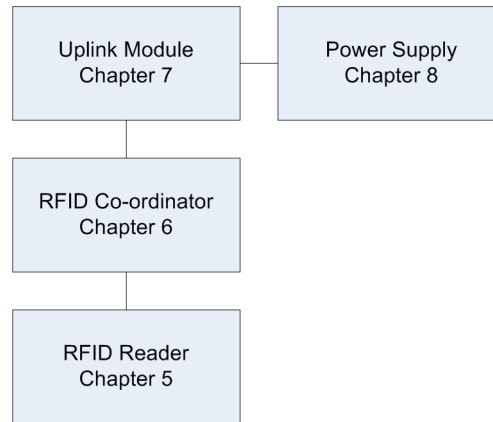 Uplink Module
Chapter 7
Power Supply
Chapter 8
RFID Co-ordinator
Chapter 6
RFID Reader
Chapter 5